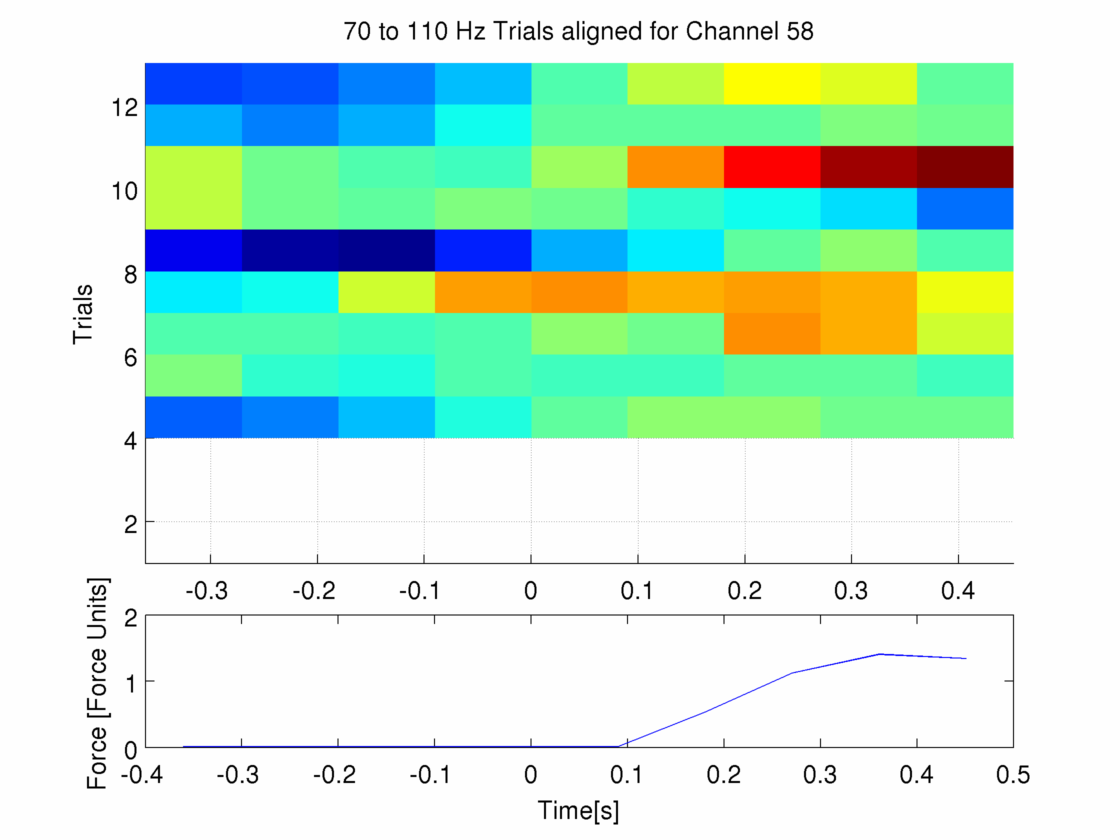 70 to 110 Hz Trials aligned for Channel 58
Trials
12
10
8
6
4
2
-0.3 -0.2 -0.1 0 0.1 0.2 0.3 0.4
Force [Force Units]
2
1
0
-0.4 -0.3 -0.2 -0.1 0 0.1 0.2 0.3 0.4 0.5
Time[s]